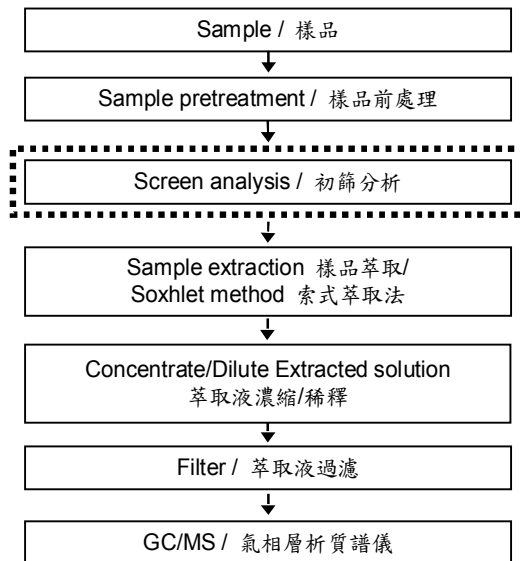 Sample / 樣品
Sample pretreatment / 樣品前處理
Screen analysis / 初篩分析
Sample extraction 樣品萃取/
Soxhlet method 索式萃取法
Concentrate/Dilute Extracted solution
萃取液濃縮/稀釋
Filter / 萃取液過濾
GC/MS / 氣相層析質譜儀